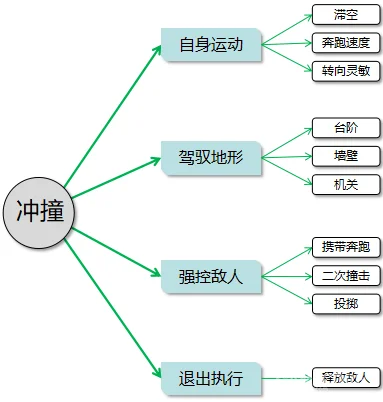 冲撞
自身运动
滞空
奔跑速度
转向灵敏
驾驭地形
台阶
墙壁
机关
强控敌人
携带奔跑
二次撞击
投掷
退出执行
释放敌人